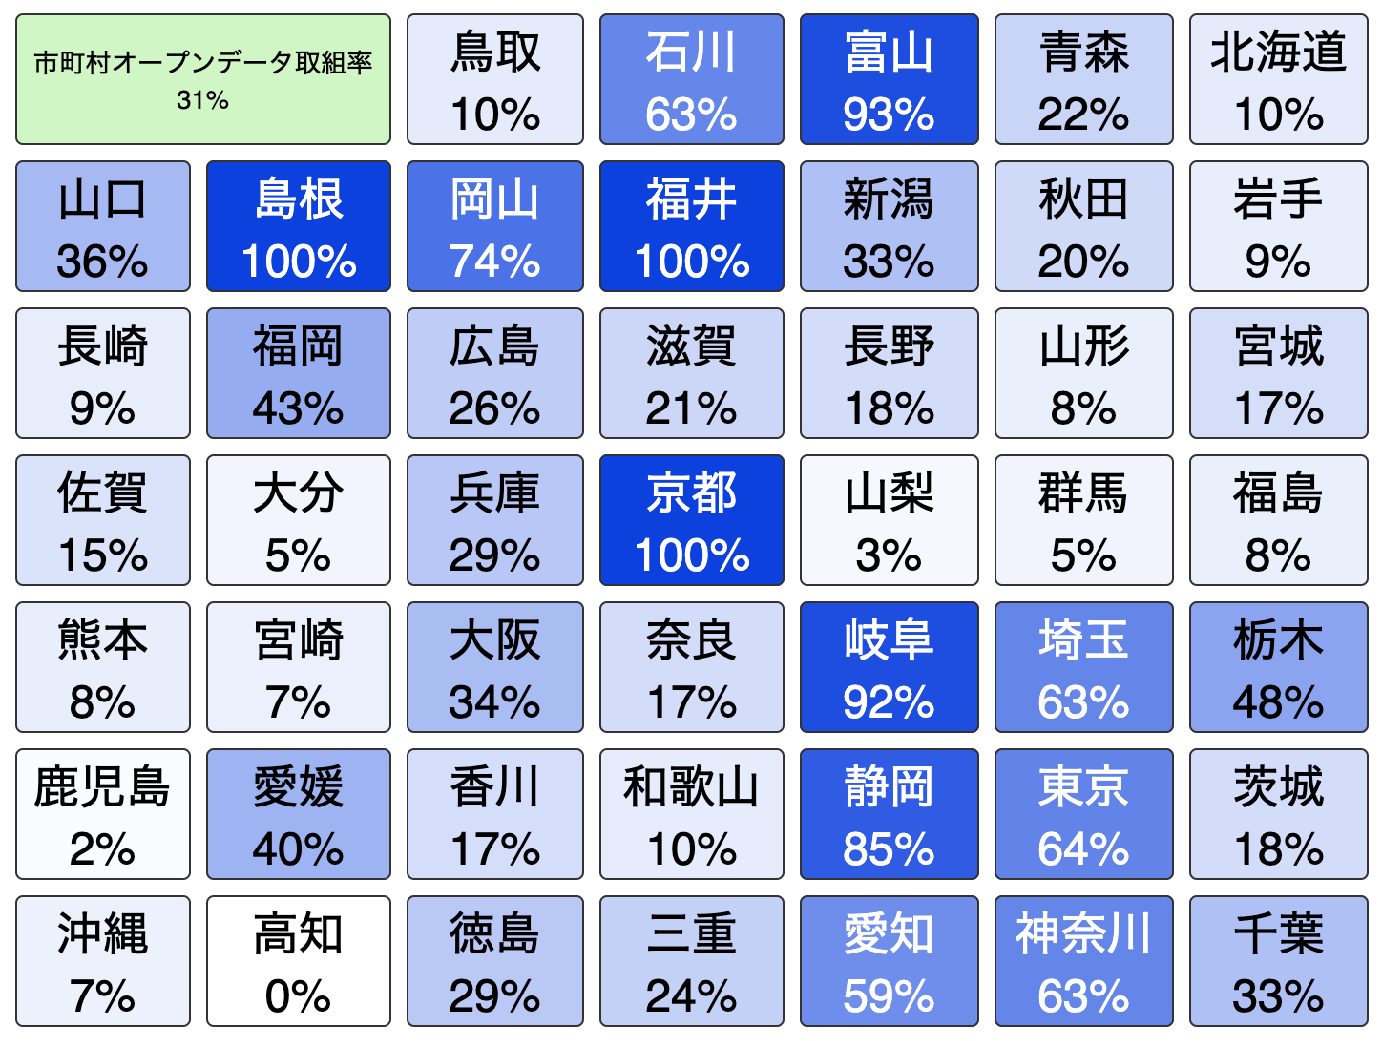 市町村オープンデータ取組率
31%
鳥取
10%
石川
63%
富山
93%
青森
22%
北海道
10%
山口
36%
島根
100%
岡山
74%
福井
100%
新潟
33%
秋田
20%
岩手
9%
長崎
9%
福岡
43%
広島
26%
滋賀
21%
長野
18%
山形
8%
宮城
17%
佐賀
15%
大分
5%
兵庫
29%
京都
100%
山梨
3%
群馬
5%
福島
8%
熊本
8%
宮崎
7%
大阪
34%
奈良
17%
岐阜
92%
埼玉
63%
栃木
48%
鹿児島
2%
愛媛
40%
香川
17%
和歌山
10%
静岡
85%
東京
64%
茨城
18%
沖縄
7%
高知
0%
徳島
29%
三重
24%
愛知
59%
神奈川
63%
千葉
33%